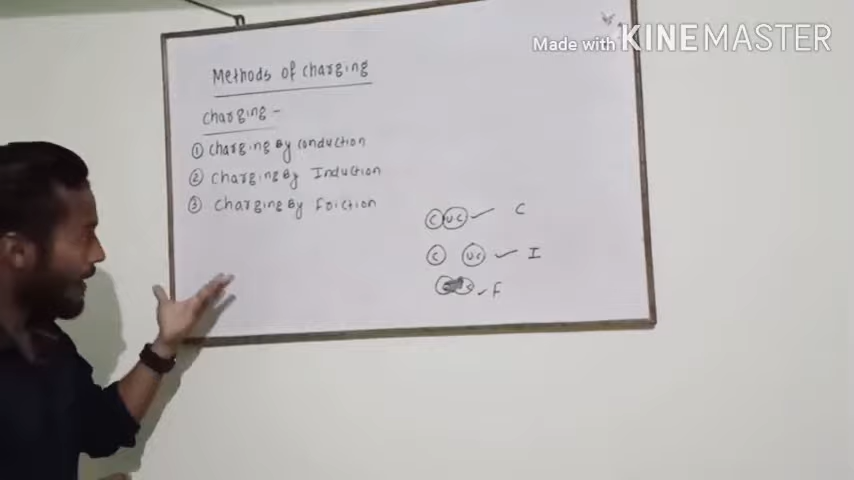 Made with KINEMASTER
Methods of charging
charging -
① charging By conduction
② charging By Induction
③ charging By Friction
C UC ✓ C
C UC ✓ I
✓ F